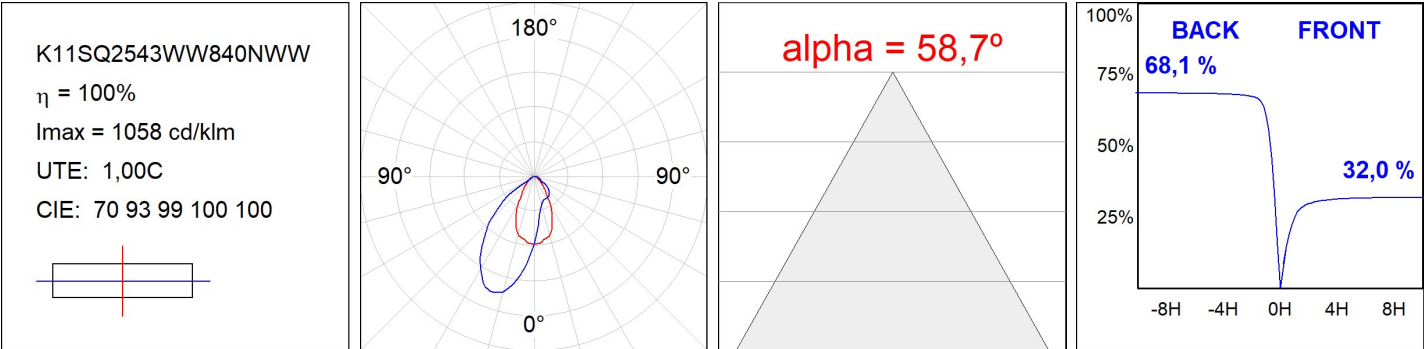 K11SQ2543WW840NWW
η = 100%
Imax = 1058 cd/klm
UTE: 1,00C
CIE: 70 93 99 100 100
180°
90°
90°
0°
alpha = 58,7º
100%
75%
50%
25%
BACK
FRONT
68,1 %
32,0 %
-8H
-4H
0H
4H
8H